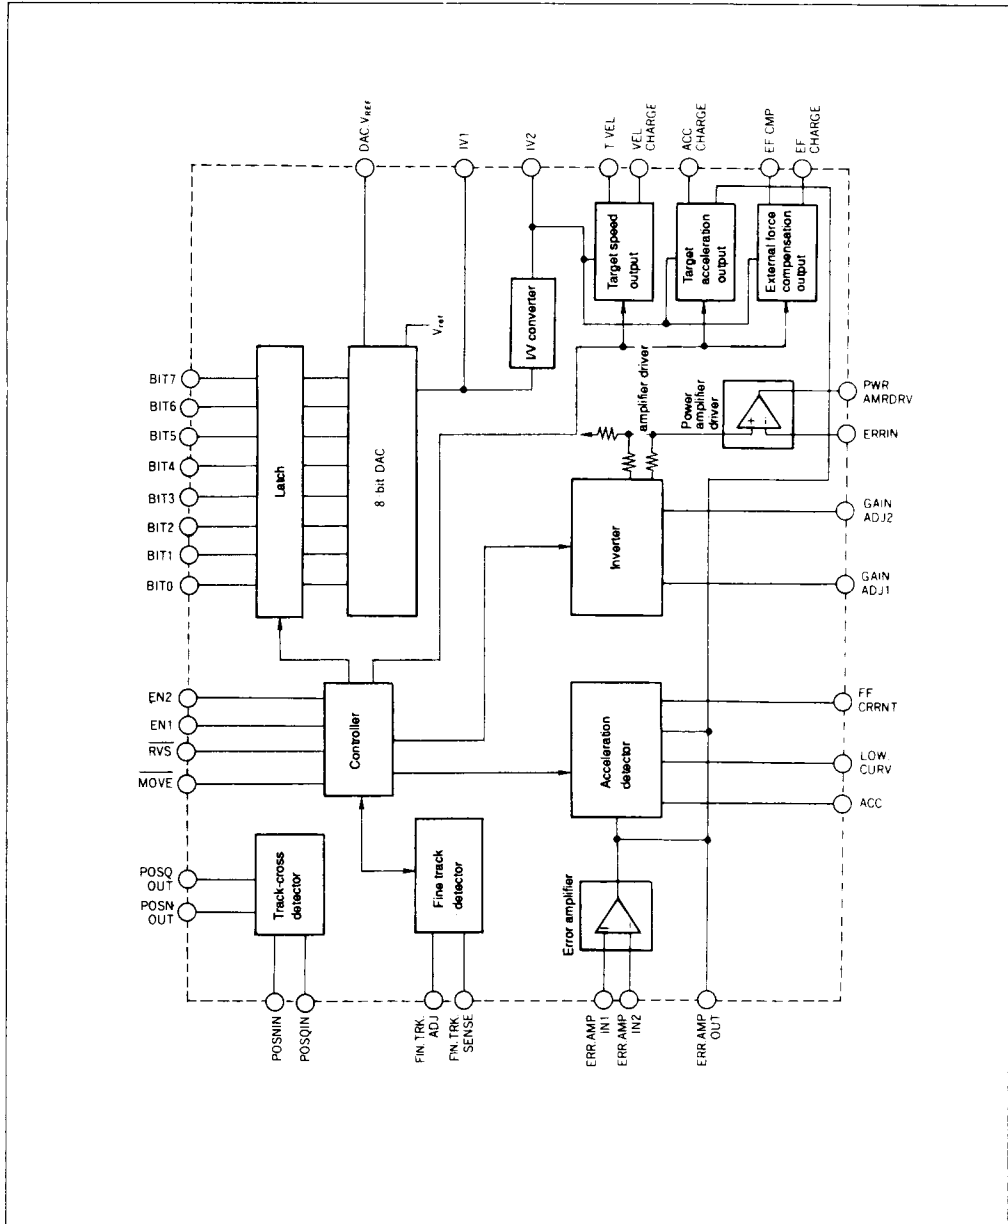 DAC.VREF
IV1
IV2
T.VEL
VEL
CHARGE
ACC
CHARGE
EF CMP
EF
CHARGE
BIT7
BIT6
BIT5
BIT4
BIT3
BIT2
BIT1
BIT0
Latch
8 bit DAC
Vref
I/V converter
Target speed
output
Target
acceleration
output
External force
compensation
output
amplifier driver
Power
amplifier
driver
PWR
AMRDRV
ERRIN
Inverter
GAIN
ADJ2
GAIN
ADJ1
EN2
EN1
RVS
MOVE
Controller
Acceleration
detector
FF
CRRNT
LOW.
CURV
ACC
POSQ
OUT
POSN
OUT
Track-cross
detector
Fine track
detector
Error amplifier
POSNIN
POSQIN
FIN.TRK.
ADJ
FIN.TRK.
SENSE
ERR.AMP
IN1
ERR.AMP
IN2
ERR.AMP
OUT